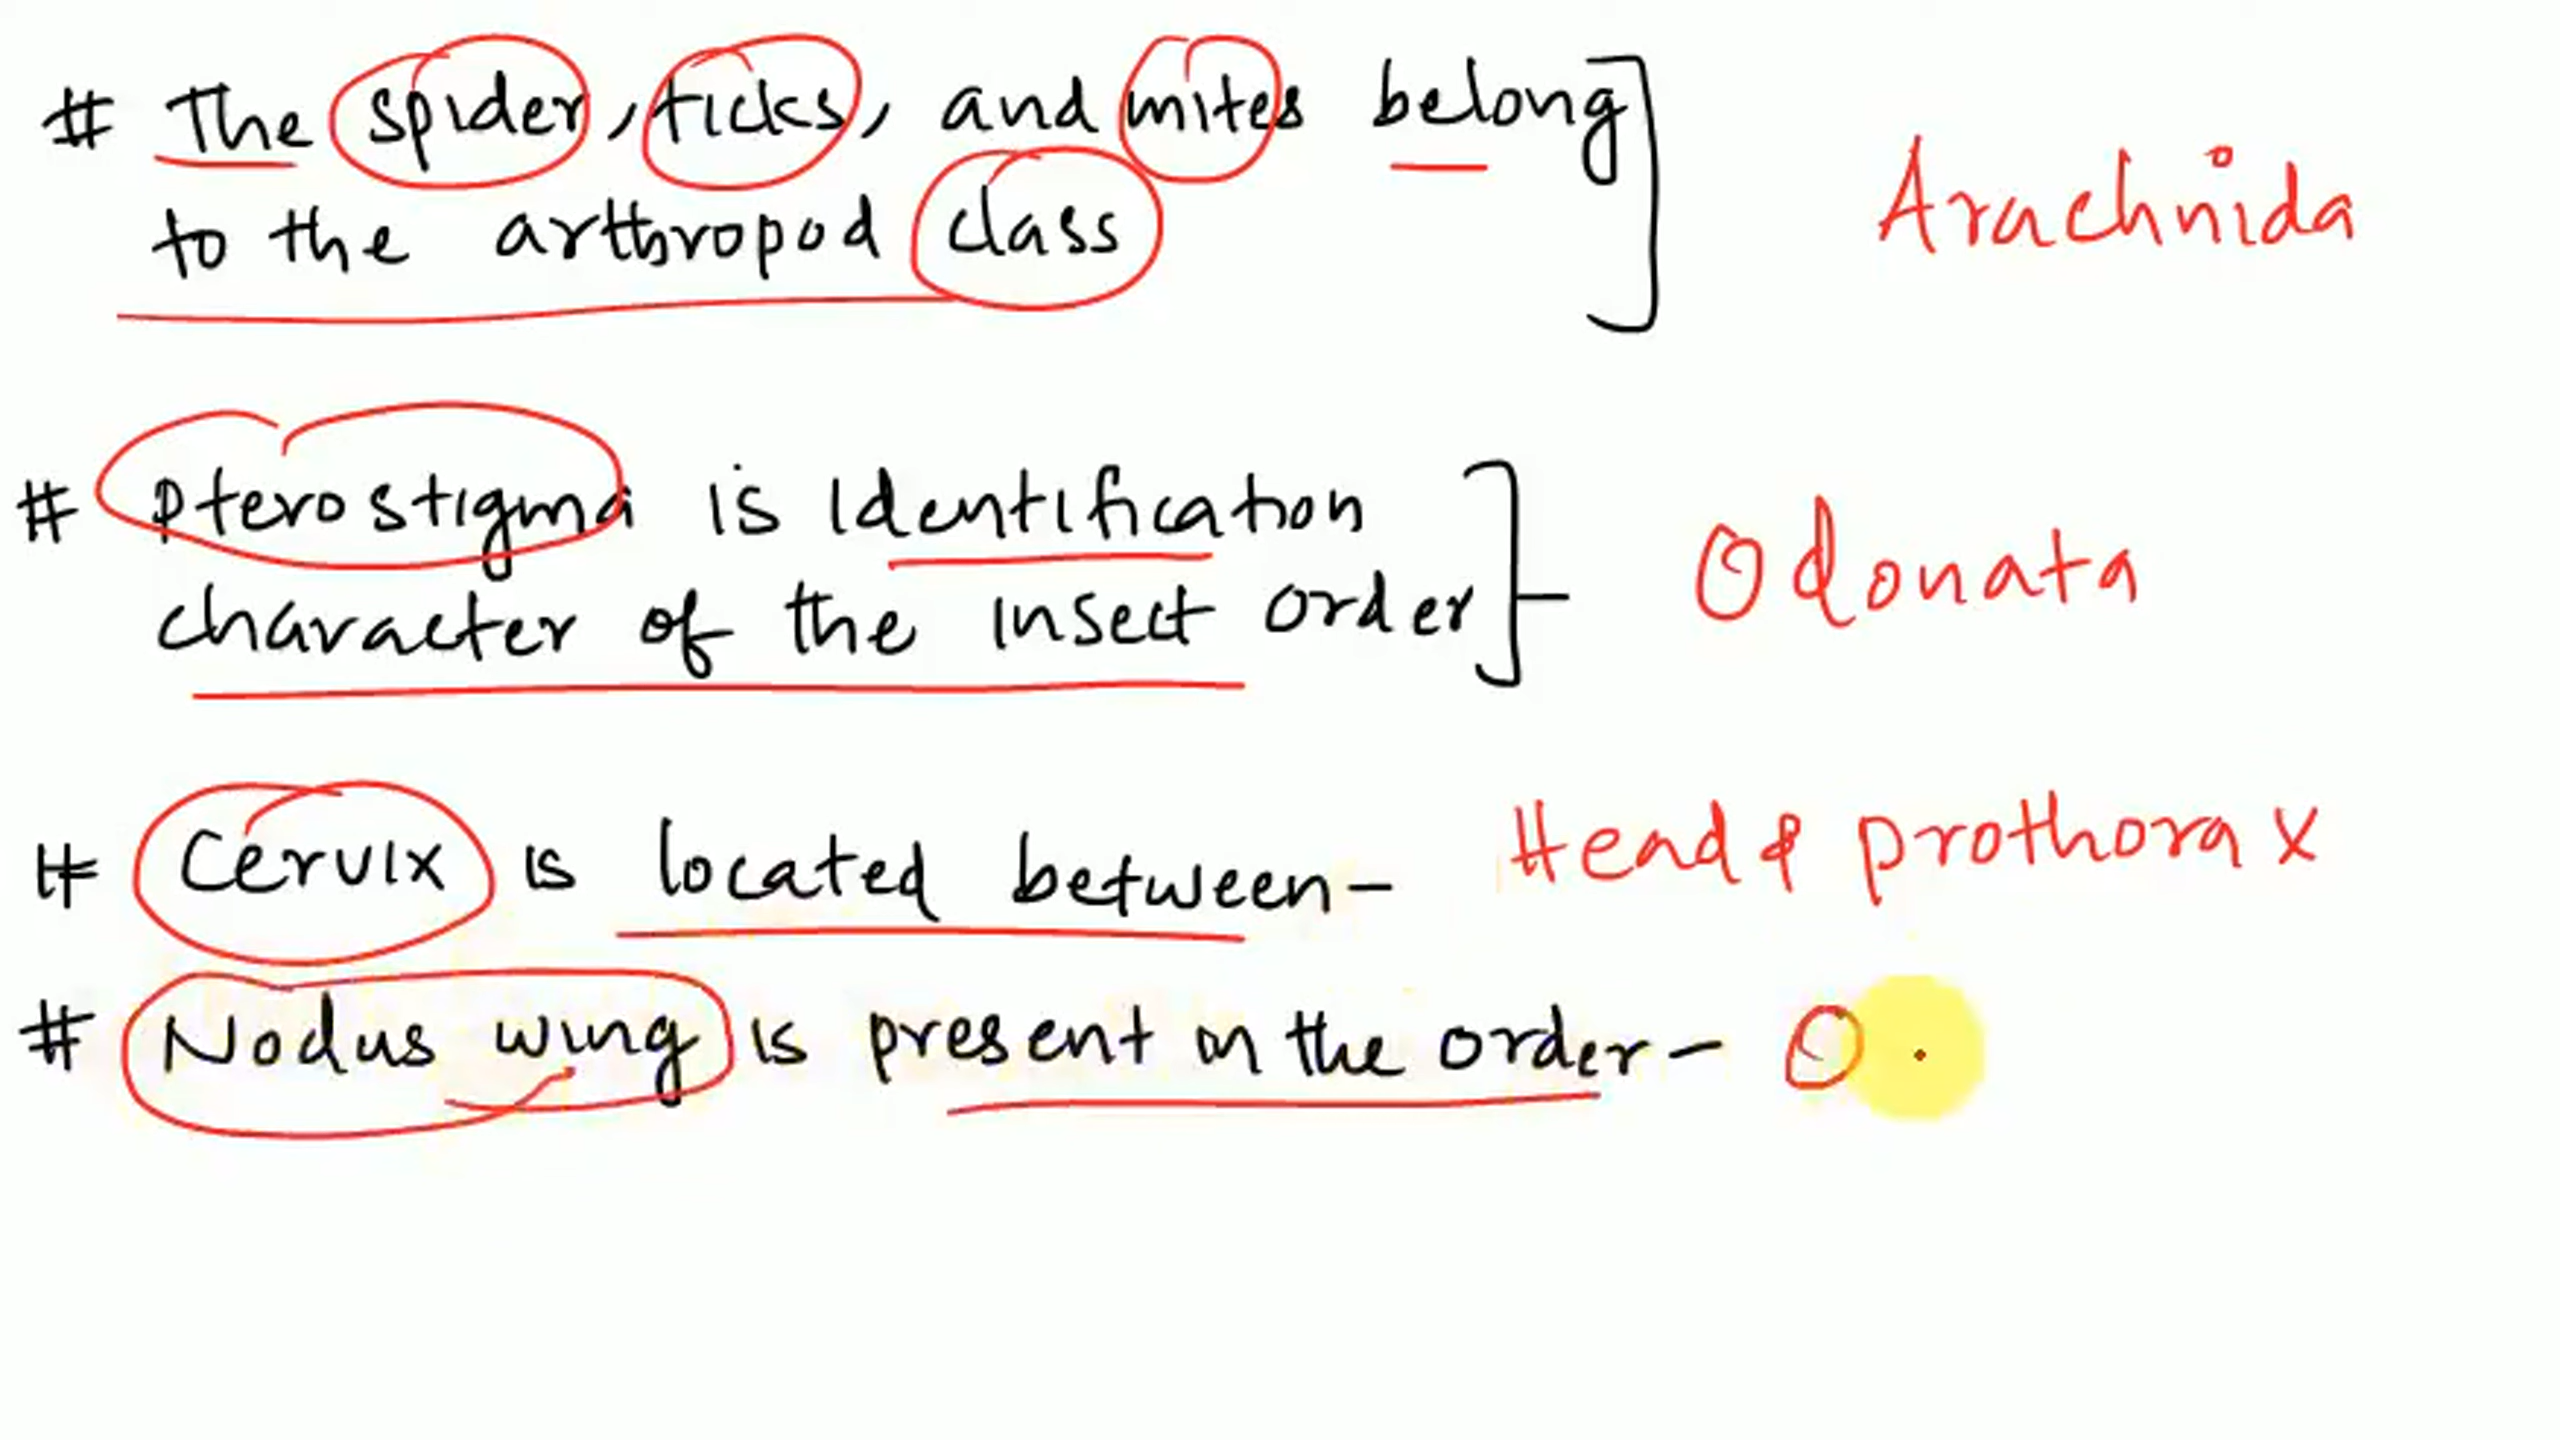 # The spider, ticks, and mites belong
to the arthropod class
Arachnida
# Pterostigma is identification
character of the insect order
Odonata
# Cervix is located between- Head & prothorax
# Nodus wing is present in the order- O